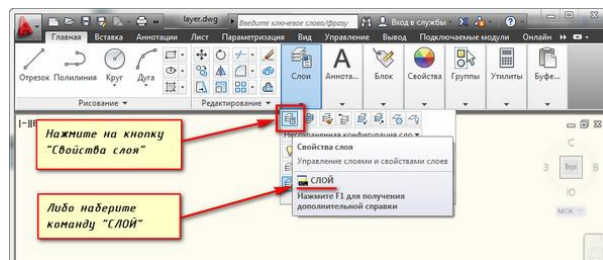 layer.dwg
Введите ключевое слово/фразу
Вход в службы
Главная Вставка Аннотации Лист Параметризация Вид Управление Вывод Подключаемые модули Онлайн
Отрезок Полилиния Круг Дуга Слои Аннота... Блок Свойства Группы Утилиты Буфе...
Рисование Редактирование
Нажмите на кнопку
"Свойства слоя"
Несохраненная конфигурация сло
Свойства слоя
Управление слоями и свойствами слоев
СЛОЙ
Нажмите F1 для получения
дополнительной справки
Либо наберите
команду "СЛОЙ"
С
З Верх В
Ю
МСК